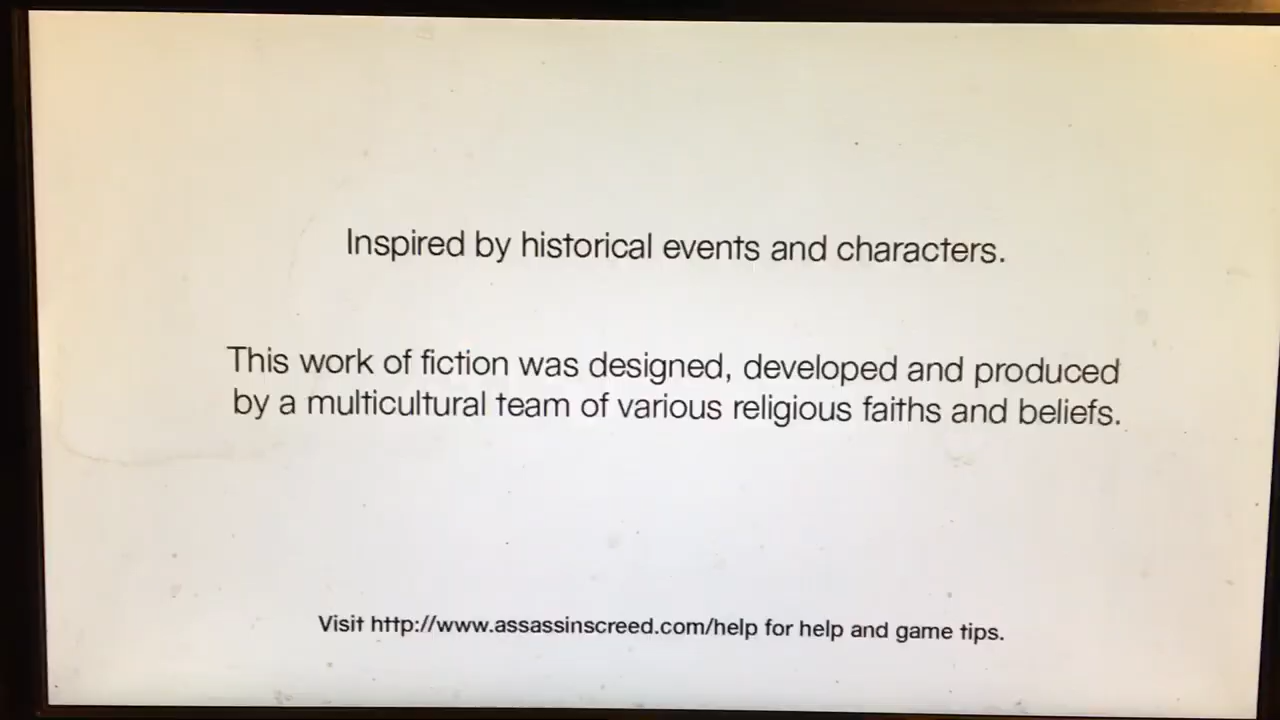 Inspired by historical events and characters.
This work of fiction was designed, developed and produced
by a multicultural team of various religious faiths and beliefs.
Visit http://www.assassinscreed.com/help for help and game tips.